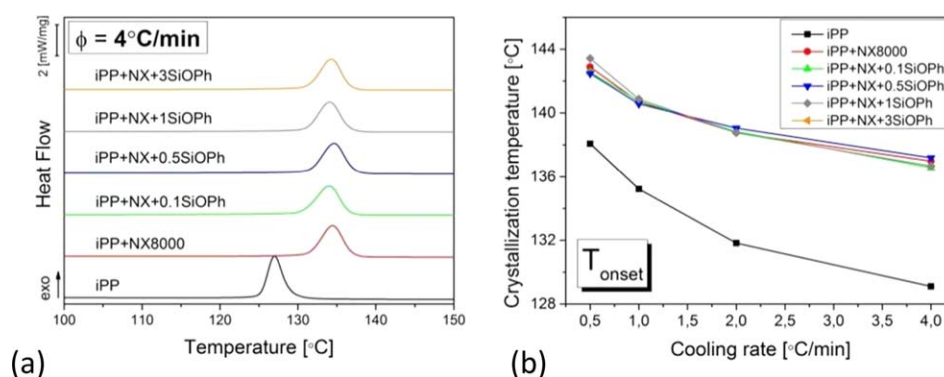 2 [mW/mg]
ϕ = 4°C/min
iPP+NX+3SiOPh
iPP+NX+1SiOPh
iPP+NX+0.5SiOPh
iPP+NX+0.1SiOPh
iPP+NX8000
iPP
Heat Flow
exo
100 110 120 130 140 150
Temperature [°C]
(a)
Crystallization temperature [°C]
144
140
136
132
128
iPP
iPP+NX8000
iPP+NX+0.1SiOPh
iPP+NX+0.5SiOPh
iPP+NX+1SiOPh
iPP+NX+3SiOPh
Tonset
0,5 1,0 1,5 2,0 2,5 3,0 3,5 4,0
Cooling rate [°C/min]
(b)